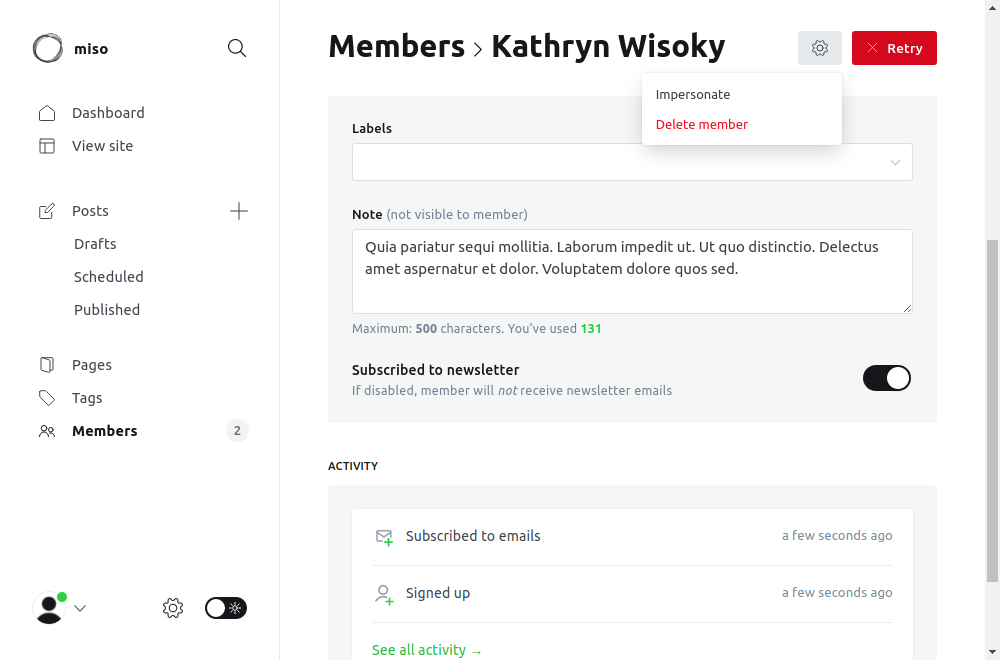 miso
Dashboard
View site
Posts
Drafts
Scheduled
Published
Pages
Tags
Members
2
Members
Kathryn Wisoky
Retry
Impersonate
Delete member
Labels
Note (not visible to member)
Quia pariatur sequi mollitia. Laborum impedit ut. Ut quo distinctio. Delectus
amet aspernatur et dolor. Voluptatem dolore quos sed.
Maximum: 500 characters. You’ve used 131
Subscribed to newsletter
If disabled, member will not receive newsletter emails
ACTIVITY
Subscribed to emails
a few seconds ago
Signed up
a few seconds ago
See all activity →